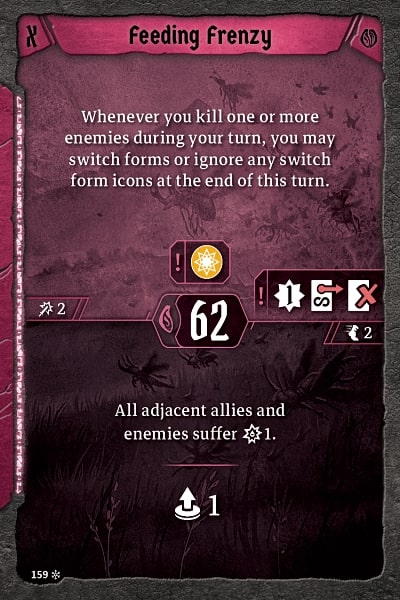 X
Feeding Frenzy
Whenever you kill one or more
enemies during your turn, you may
switch forms or ignore any switch
form icons at the end of this turn.
!
! 1 S
2
62
2
All adjacent allies and
enemies suffer 1.
1
159